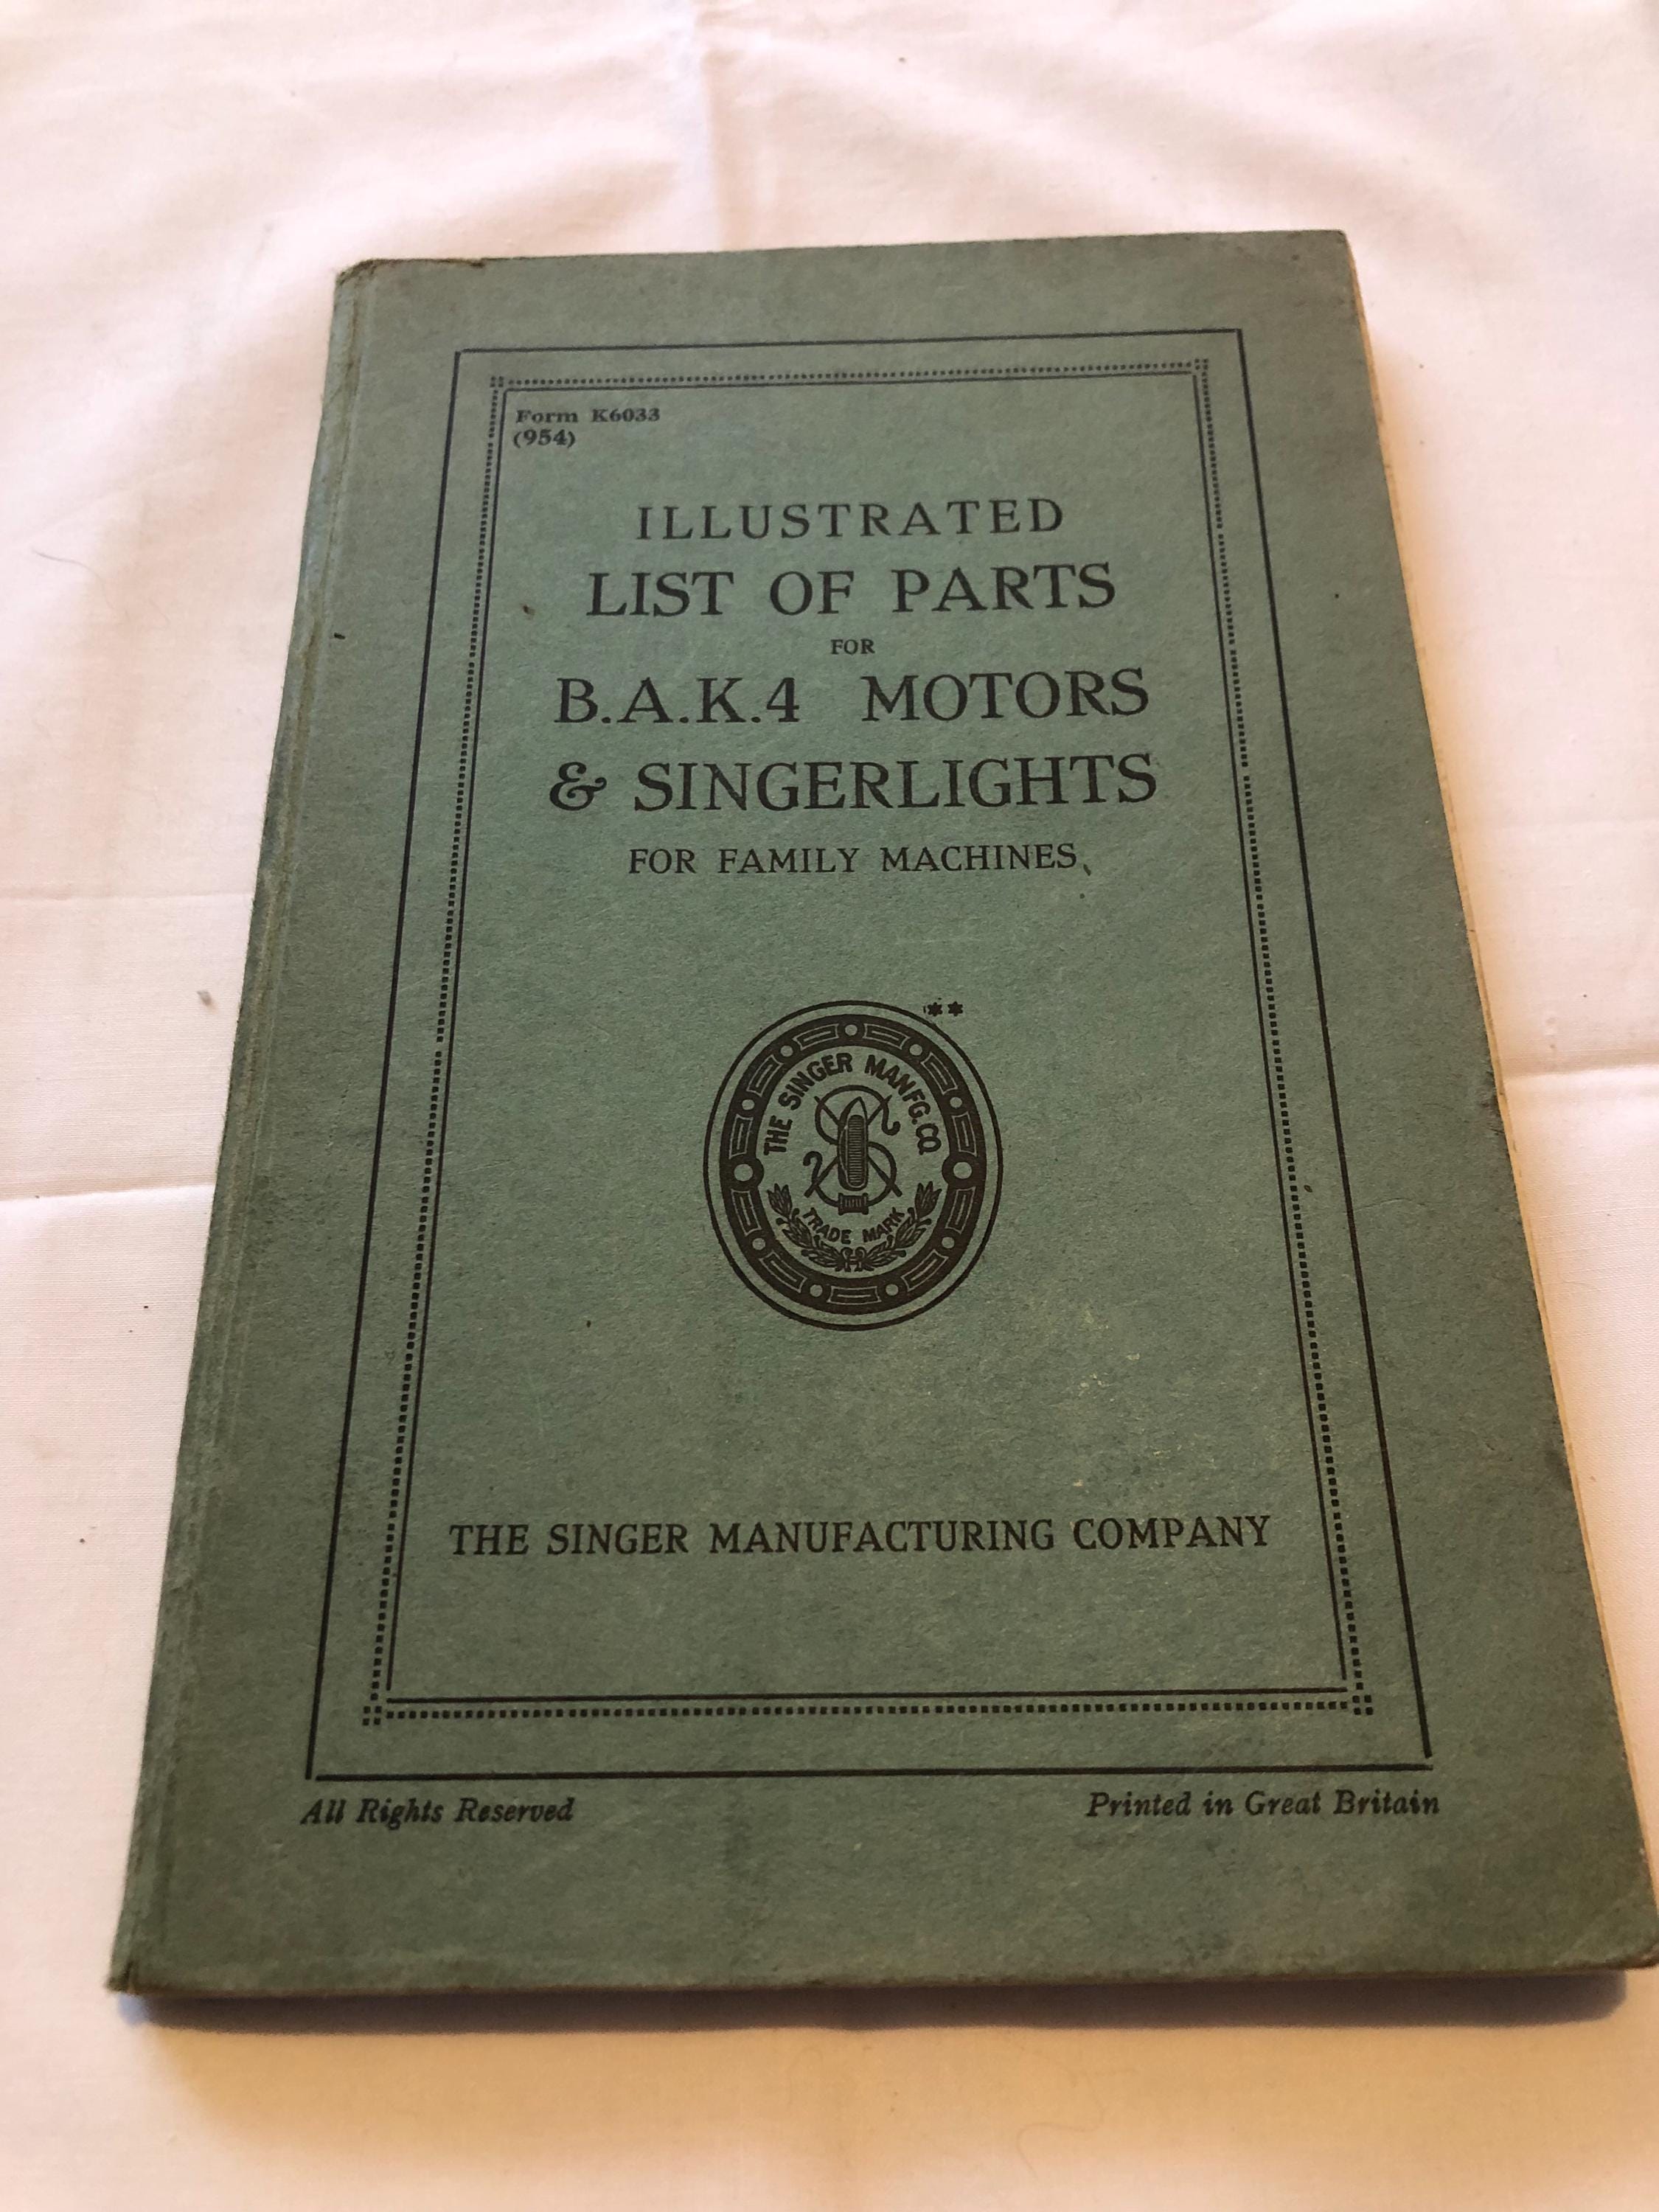 Form K6033
(954)
ILLUSTRATED
LIST OF PARTS
FOR
B.A.K.4 MOTORS
& SINGERLIGHTS
FOR FAMILY MACHINES
**
THE SINGER MANFG. CO
TRADE MARK
THE SINGER MANUFACTURING COMPANY
All Rights Reserved
Printed in Great Britain